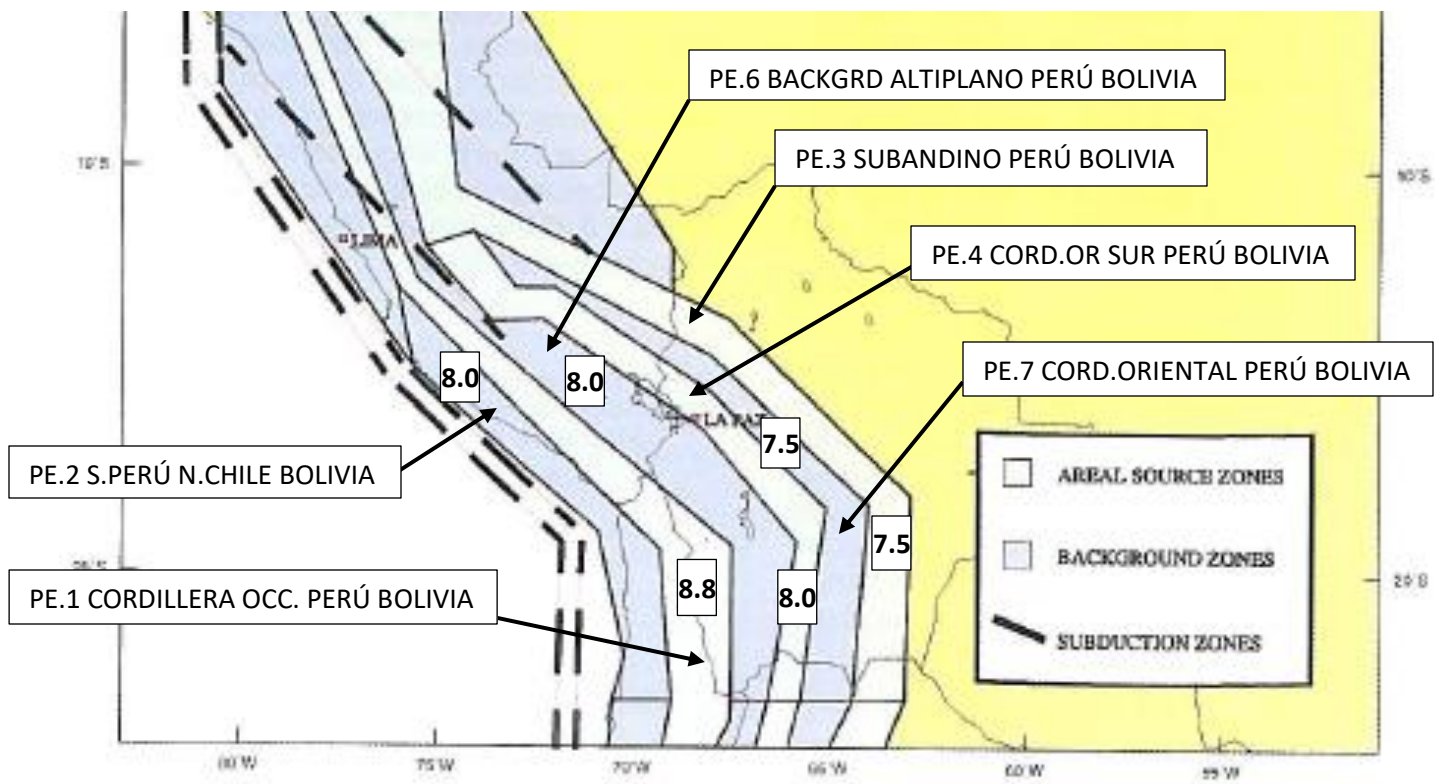 PE.6 BACKGRD ALTIPLANO PERÚ BOLIVIA
PE.3 SUBANDINO PERÚ BOLIVIA
10°S
LIMA
PE.4 CORD.OR SUR PERÚ BOLIVIA
PE.7 CORD.ORIENTAL PERÚ BOLIVIA
8.0
8.0
LA PAZ
7.5
PE.2 S.PERÚ N.CHILE BOLIVIA
AREAL SOURCE ZONES
7.5
BACKGROUND ZONES
8.8
8.0
PE.1 CORDILLERA OCC. PERÚ BOLIVIA
SUBDUCTION ZONES
80°W
75°W
70°W